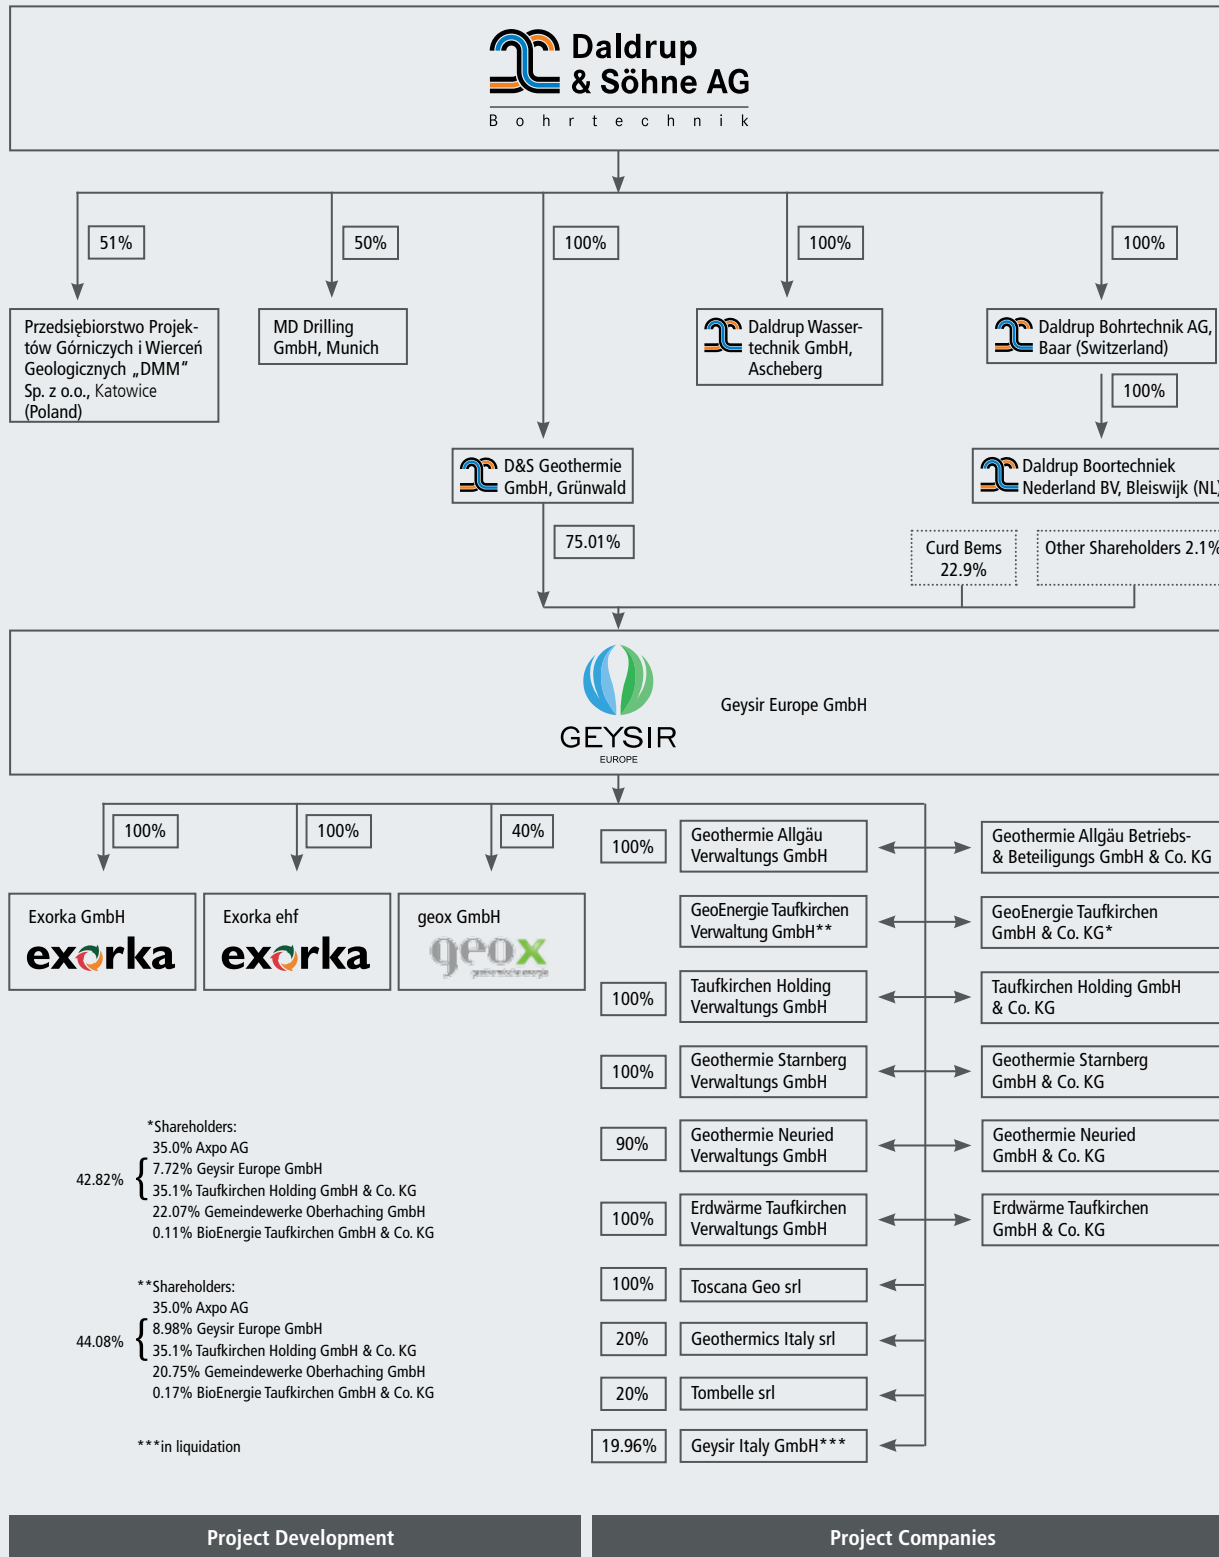 Daldrup
& Söhne AG
Bohrtechnik
51%
50%
100%
100%
100%
Przedsiębiorstwo Projek-
tów Górniczych i Wierceń
Geologicznych „DMM“
Sp. z o.o., Katowice
(Poland)
MD Drilling
GmbH, Munich
Daldrup Wasser-
technik GmbH,
Ascheberg
Daldrup Bohrtechnik AG,
Baar (Switzerland)
100%
D&S Geothermie
GmbH, Grünwald
Daldrup Boortechniek
Nederland BV, Bleiswijk (NL)
75.01%
Curd Bems
22.9%
Other Shareholders 2.1%
GEYSIR
EUROPE
Geysir Europe GmbH
100%
100%
40%
Exorka GmbH
exorka
Exorka ehf
exorka
geox GmbH
geox
100%
Geothermie Allgäu
Verwaltungs GmbH
Geothermie Allgäu Betriebs-
& Beteiligungs GmbH & Co. KG
GeoEnergie Taufkirchen
Verwaltung GmbH**
GeoEnergie Taufkirchen
GmbH & Co. KG*
100%
Taufkirchen Holding
Verwaltungs GmbH
Taufkirchen Holding GmbH
& Co. KG
100%
Geothermie Starnberg
Verwaltungs GmbH
Geothermie Starnberg
GmbH & Co. KG
90%
Geothermie Neuried
Verwaltungs GmbH
Geothermie Neuried
GmbH & Co. KG
100%
Erdwärme Taufkirchen
Verwaltungs GmbH
Erdwärme Taufkirchen
GmbH & Co. KG
100%
Toscana Geo srl
20%
Geothermics Italy srl
20%
Tombelle srl
19.96%
Geysir Italy GmbH***
*Shareholders:
35.0% Axpo AG
42.82%
7.72% Geysir Europe GmbH
35.1% Taufkirchen Holding GmbH & Co. KG
22.07% Gemeindewerke Oberhaching GmbH
0.11% BioEnergie Taufkirchen GmbH & Co. KG
**Shareholders:
35.0% Axpo AG
44.08%
8.98% Geysir Europe GmbH
35.1% Taufkirchen Holding GmbH & Co. KG
20.75% Gemeindewerke Oberhaching GmbH
0.17% BioEnergie Taufkirchen GmbH & Co. KG
***in liquidation
Project Development
Project Companies